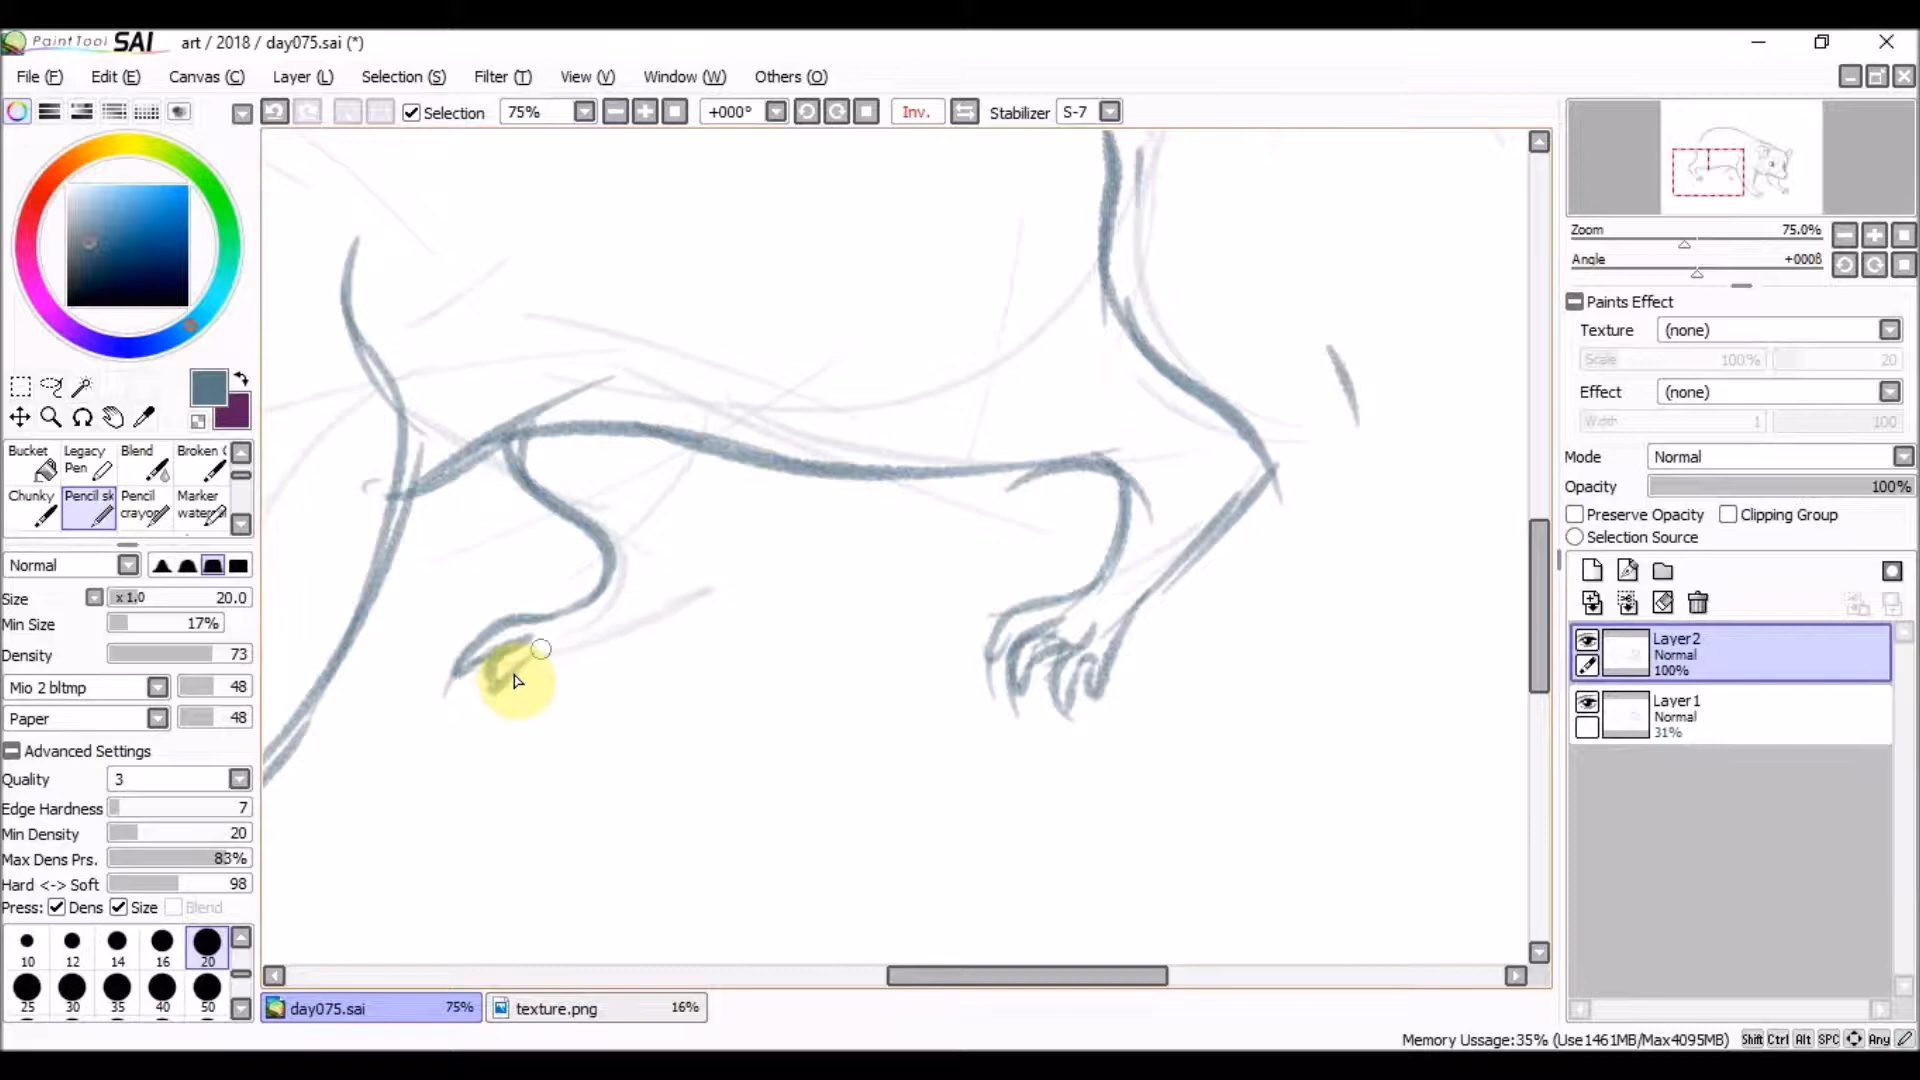 PaintTool SAI art / 2018 / day075.sai (*)
File (F) Edit (E) Canvas (C) Layer (L) Selection (S) Filter (T) View (V) Window (W) Others (O)
Selection 75% +000° Inv. Stabilizer S-7
Zoom 75.0%
Angle +000ß
Paints Effect
Texture (none)
Scale 100% 20
Effect (none)
Width 1 100
Mode Normal
Opacity 100%
Preserve Opacity Clipping Group
Selection Source
Layer2
Normal
100%
Layer1
Normal
31%
Bucket Legacy Pen Blend Broken (
Chunky Pencil sk Pencil crayon Marker water
Normal
Size x 1.0 20.0
Min Size 17%
Density 73
Mio 2 bltmp 48
Paper 48
Advanced Settings
Quality 3
Edge Hardness 7
Min Density 20
Max Dens Prs. 83%
Hard <-> Soft 98
Press: Dens Size Blend
10 12 14 16 20
25 30 35 40 50
day075.sai 75% texture.png 16%
Memory Ussage:35% (Use1461MB/Max4095MB) Shift Ctrl Alt SPC Any